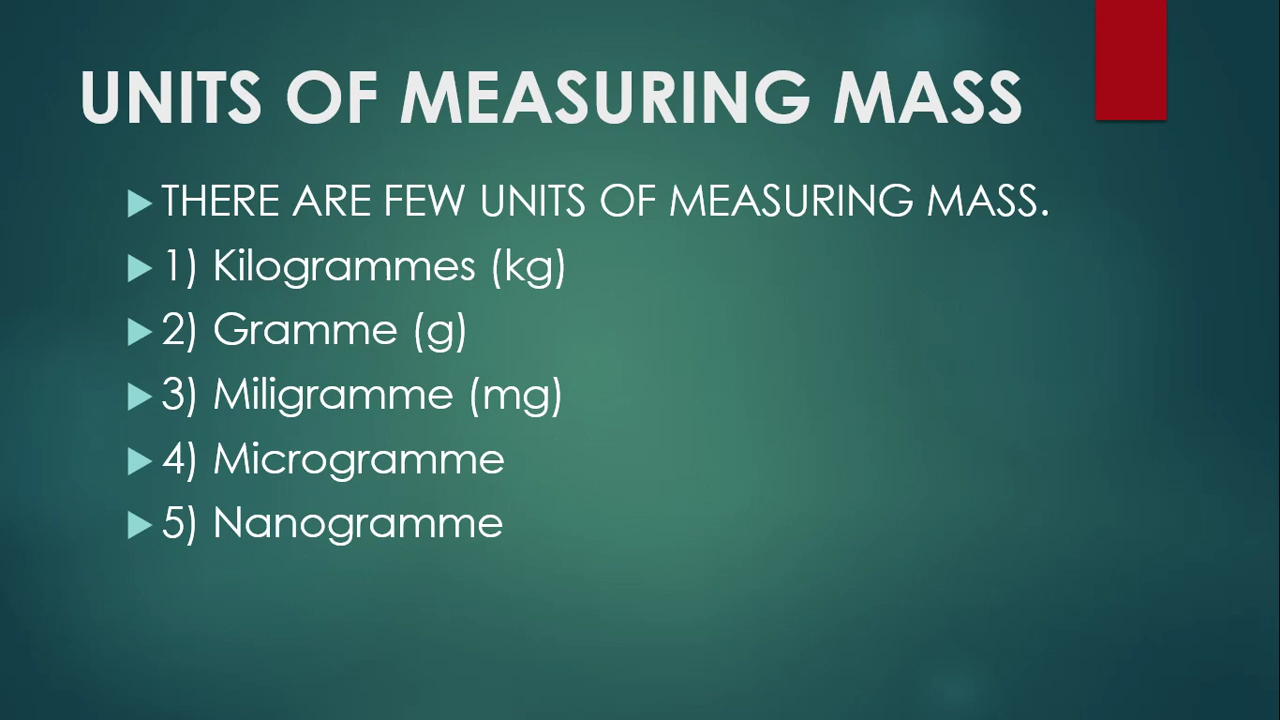 UNITS OF MEASURING MASS
THERE ARE FEW UNITS OF MEASURING MASS.
1) Kilogrammes (kg)
2) Gramme (g)
3) Miligramme (mg)
4) Microgramme
5) Nanogramme